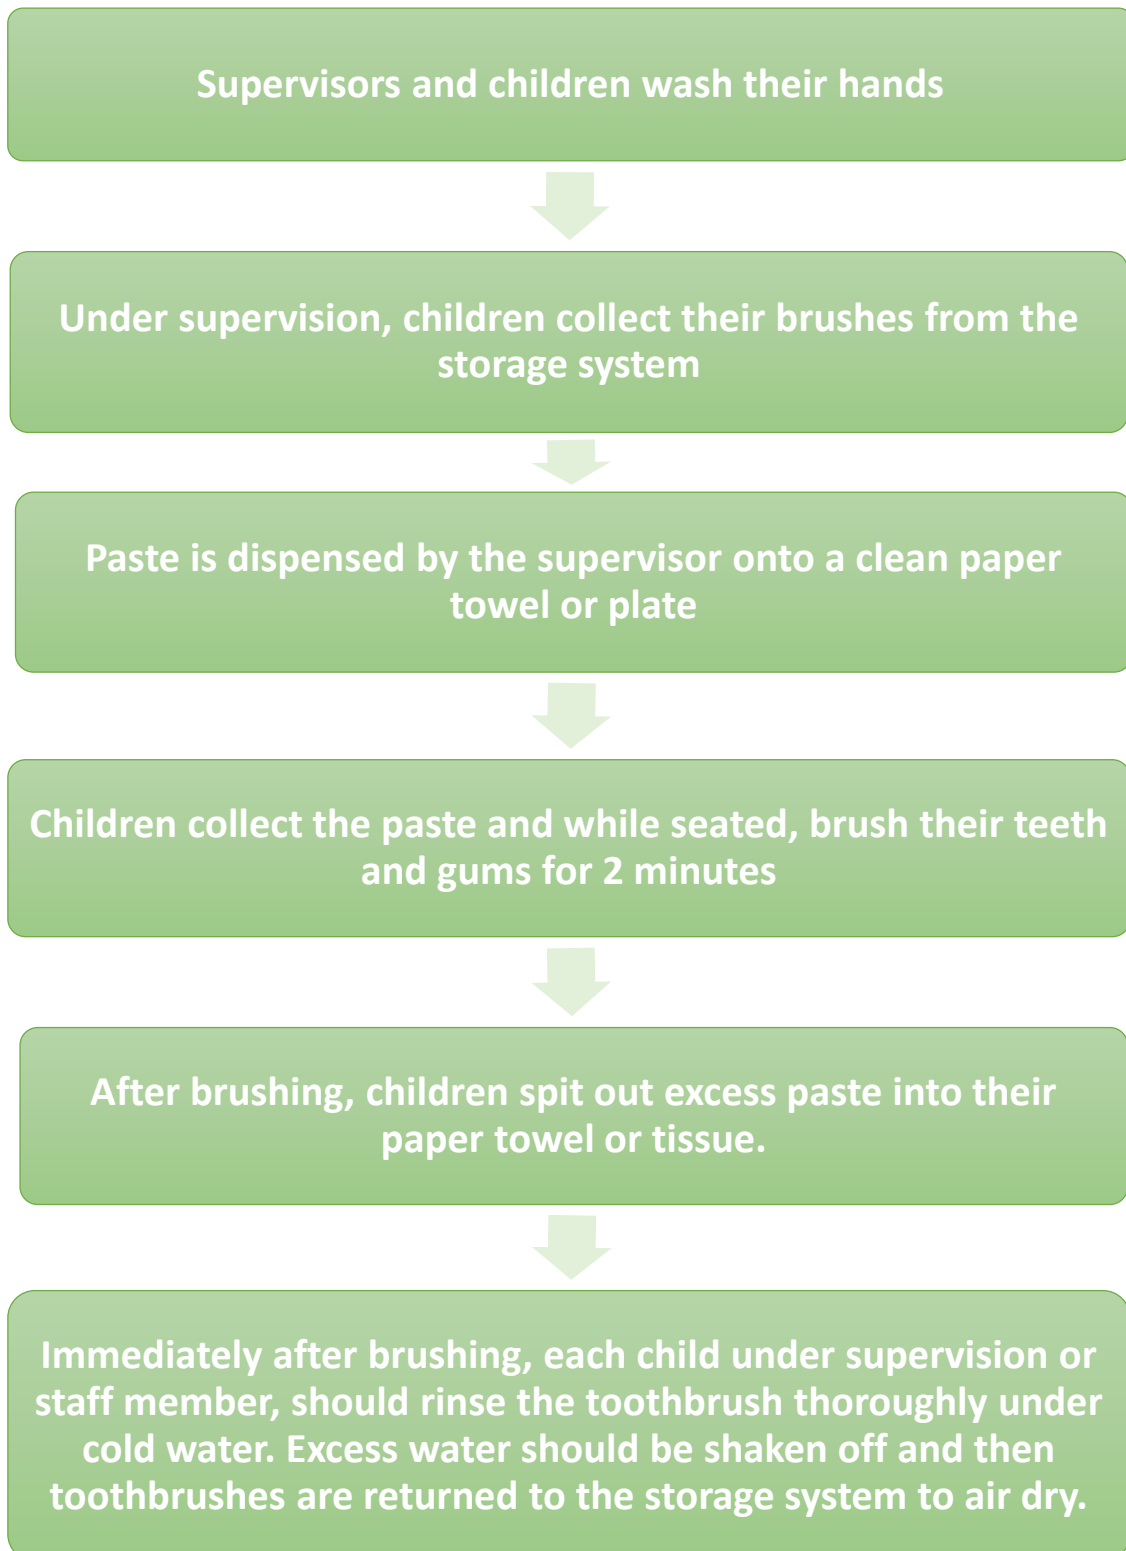 Supervisors and children wash their hands
Under supervision, children collect their brushes from the
storage system
Paste is dispensed by the supervisor onto a clean paper
towel or plate
Children collect the paste and while seated, brush their teeth
and gums for 2 minutes
After brushing, children spit out excess paste into their
paper towel or tissue.
Immediately after brushing, each child under supervision or
staff member, should rinse the toothbrush thoroughly under
cold water. Excess water should be shaken off and then
toothbrushes are returned to the storage system to air dry.